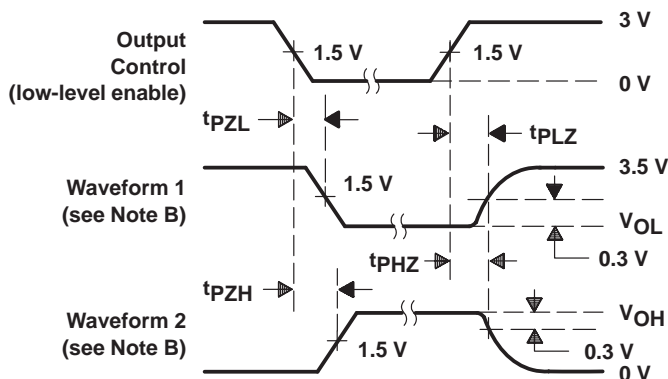 Output
Control
(low-level enable)
1.5 V
1.5 V
3 V
0 V
tPZL
tPLZ
Waveform 1
(see Note B)
1.5 V
3.5 V
VOL
0.3 V
tPHZ
tPZH
Waveform 2
(see Note B)
1.5 V
VOH
0.3 V
0 V